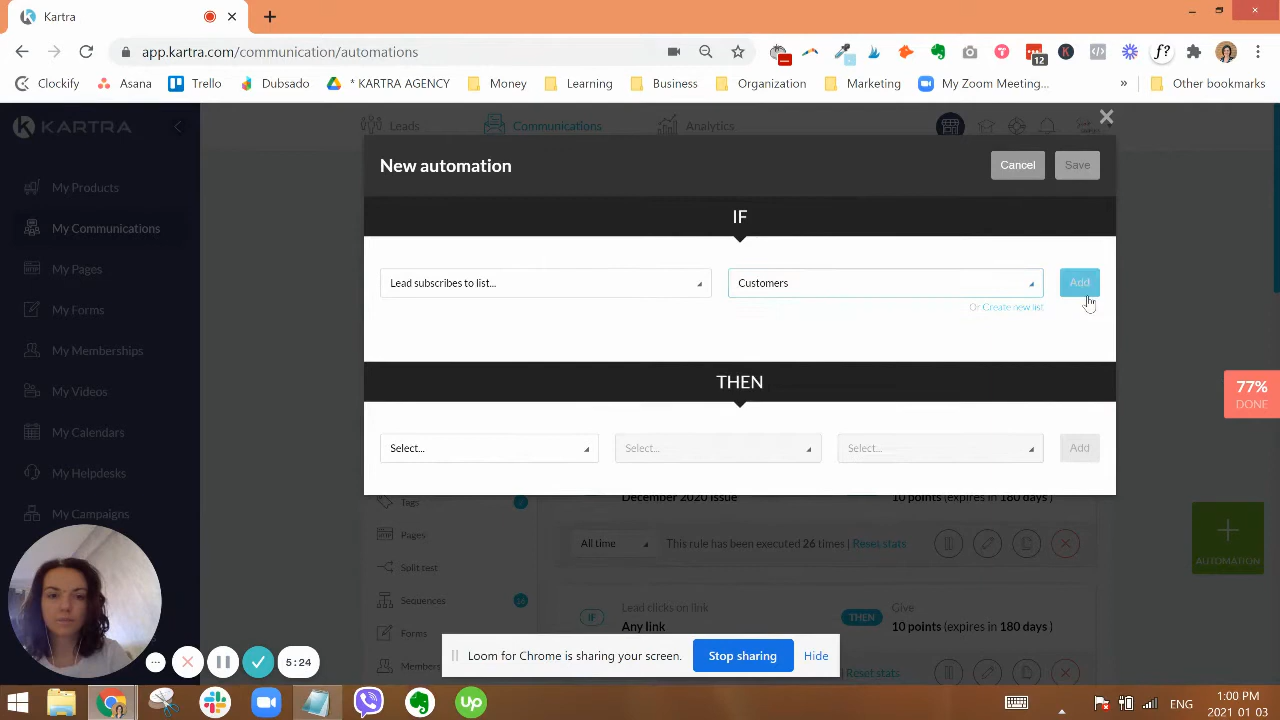 Kartra
app.kartra.com/communication/automations
12
f?
Clockify
Asana
Trello
Dubsado
* KARTRA AGENCY
Money
Learning
Business
Organization
Marketing
My Zoom Meeting...
»
Other bookmarks
KARTRA
Leads
Communications
Analytics
My Products
My Communications
My Pages
My Forms
My Memberships
My Videos
My Calendars
My Helpdesks
My Campaigns
New automation
Cancel
Save
IF
Lead subscribes to list...
Customers
Add
Or Create new list
THEN
Select...
Select...
Select...
Add
77%
DONE
Tags
Pages
Split test
Sequences
Forms
December 2020 Issue
10 points (expires in 180 days )
All time
This rule has been executed 26 times | Reset stats
IF
Lead clicks on link
Any link
THEN
Give
10 points (expires in 180 days )
Reset stats
AUTOMATION
5:24
Loom for Chrome is sharing your screen.
Stop sharing
Hide
Up
ENG
1:00 PM
2021-01-03